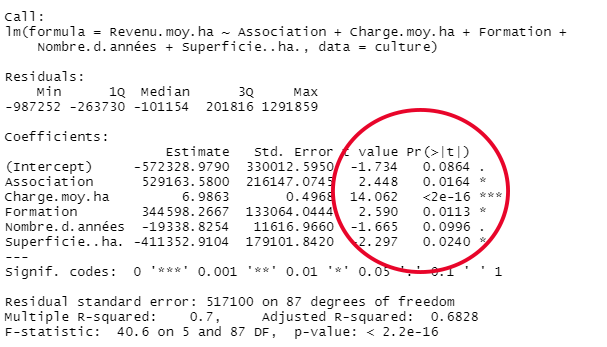 Call:
lm(formula = Revenu.moy.ha ~ Association + Charge.moy.ha + Formation +
    Nombre.d.années + Superficie..ha., data = culture)
Residuals:
    Min      1Q  Median      3Q     Max
-987252 -263730 -101154  201816 1291859
Coefficients:
                  Estimate   Std. Error t value Pr(>|t|)
(Intercept)     -572328.9790  330012.5950  -1.734   0.0864 .
Association      529163.5800  216147.0745   2.448   0.0164 *
Charge.moy.ha         6.9863       0.4968  14.062   <2e-16 ***
Formation        344598.2667  133064.0444   2.590   0.0113 *
Nombre.d.années  -19338.8254   11616.9660  -1.665   0.0996 .
Superficie..ha. -411352.9104  179101.8420  -2.297   0.0240 *
---
Signif. codes:  0 '***' 0.001 '**' 0.01 '*' 0.05 '.' 0.1 ' ' 1
Residual standard error: 517100 on 87 degrees of freedom
Multiple R-squared:    0.7,     Adjusted R-squared:  0.6828
F-statistic:  40.6 on 5 and 87 DF,  p-value: < 2.2e-16